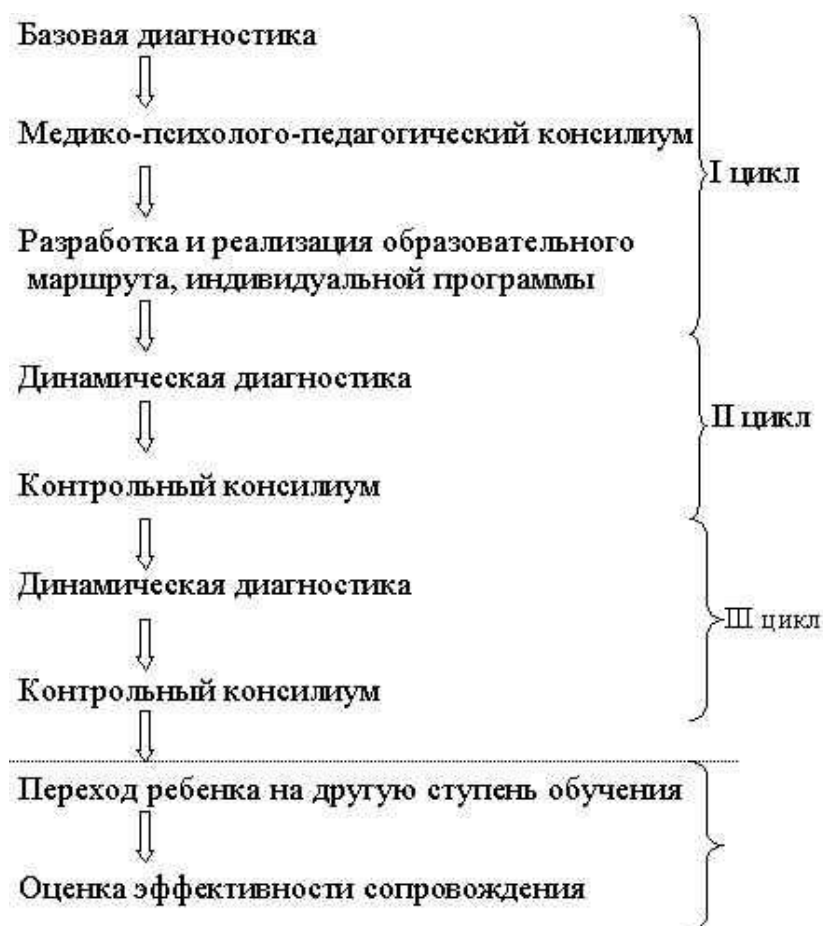 Базовая диагностика
Медико-психолого-педагогический консилиум
I цикл
Разработка и реализация образовательного
маршрута, индивидуальной программы
Динамическая диагностика
II цикл
Контрольный консилиум
Динамическая диагностика
III цикл
Контрольный консилиум
Переход ребенка на другую ступень обучения
Оценка эффективности сопровождения